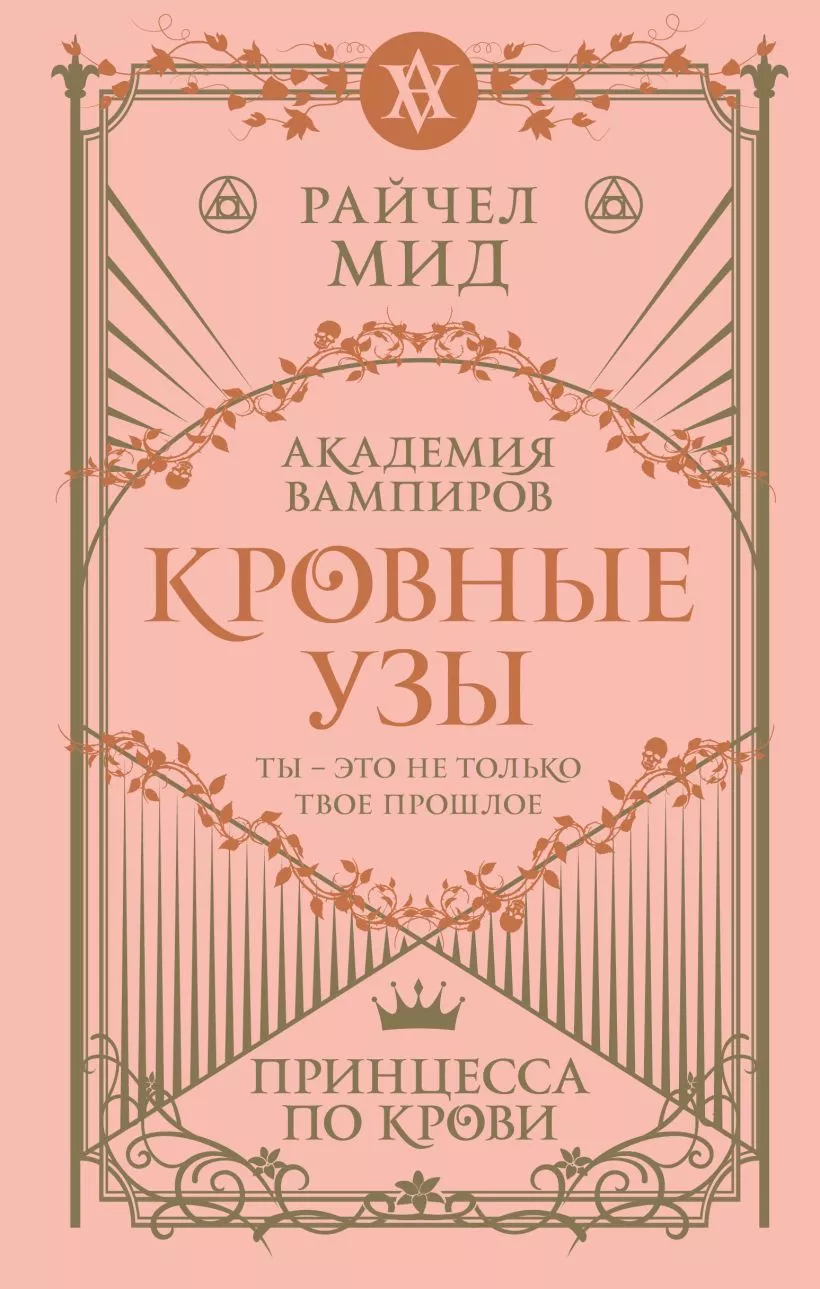 РАЙЧЕЛ
МИД
АКАДЕМИЯ
ВАМПИРОВ
КРОВНЫЕ
УЗЫ
ТЫ – ЭТО НЕ ТОЛЬКО
ТВОЕ ПРОШЛОЕ
ПРИНЦЕССА
ПО КРОВИ